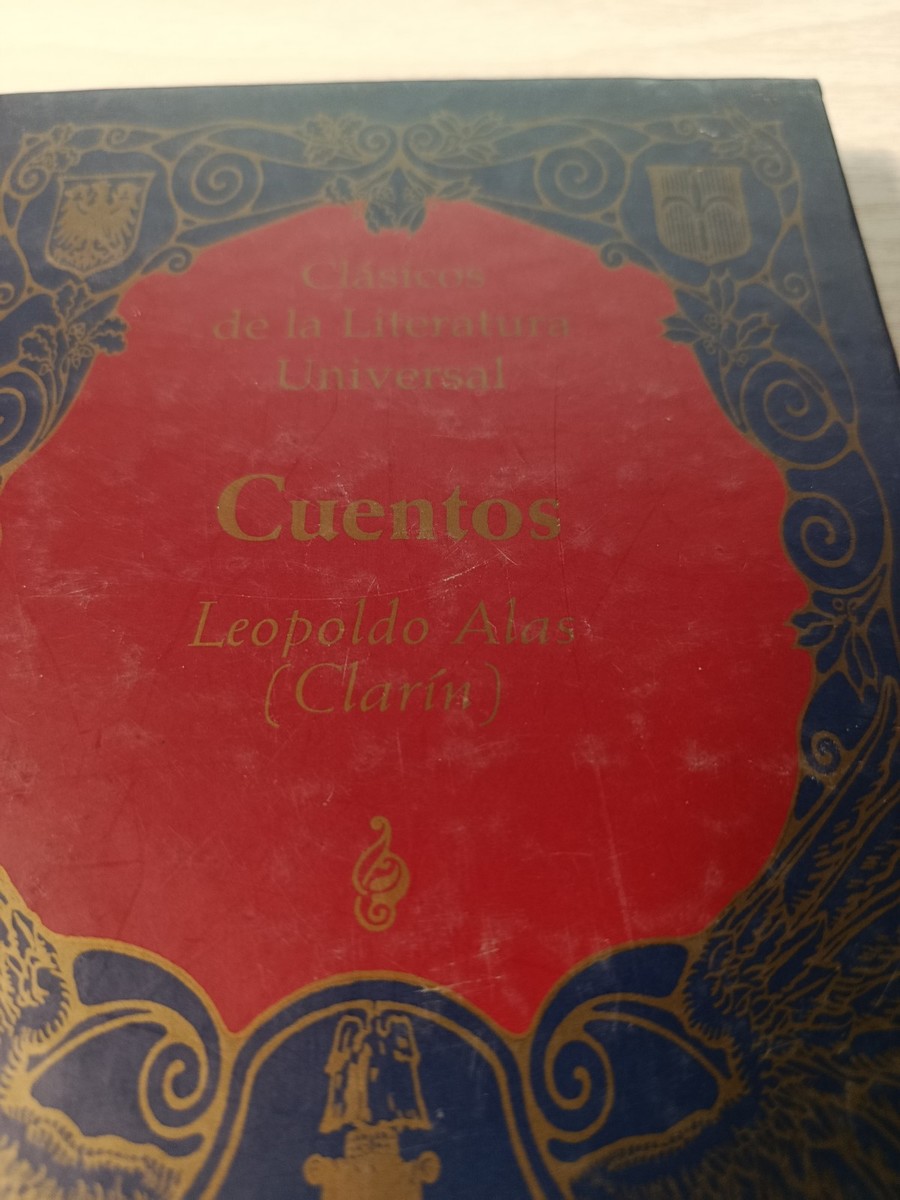 Clásicos
de la Literatura
Universal
Cuentos
Leopoldo Alas
(Clarín)